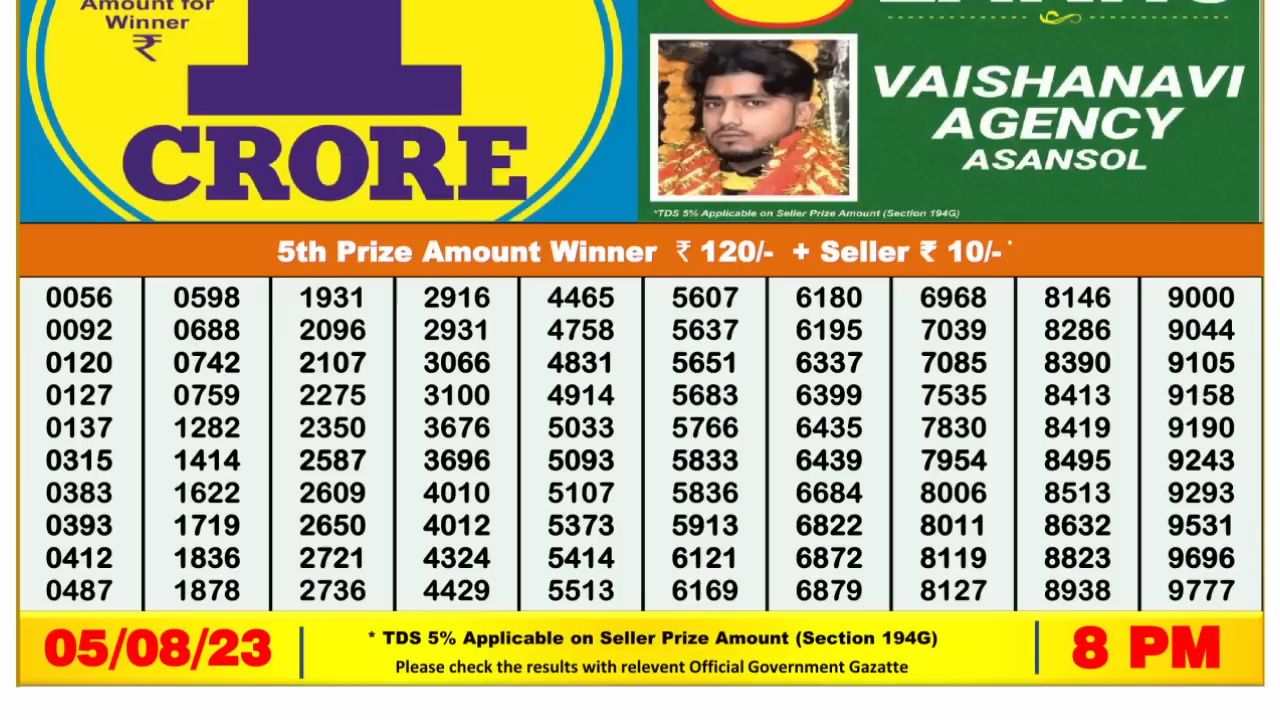 Amount for
Winner
₹
1
CRORE
VAISHANAVI
AGENCY
ASANSOL
*TDS 5% Applicable on Seller Prize Amount (Section 194G)
5th Prize Amount Winner ₹ 120/- + Seller ₹ 10/-*
0056 0598 1931 2916 4465 5607 6180 6968 8146 9000
0092 0688 2096 2931 4758 5637 6195 7039 8286 9044
0120 0742 2107 3066 4831 5651 6337 7085 8390 9105
0127 0759 2275 3100 4914 5683 6399 7535 8413 9158
0137 1282 2350 3676 5033 5766 6435 7830 8419 9190
0315 1414 2587 3696 5093 5833 6439 7954 8495 9243
0383 1622 2609 4010 5107 5836 6684 8006 8513 9293
0393 1719 2650 4012 5373 5913 6822 8011 8632 9531
0412 1836 2721 4324 5414 6121 6872 8119 8823 9696
0487 1878 2736 4429 5513 6169 6879 8127 8938 9777
05/08/23
* TDS 5% Applicable on Seller Prize Amount (Section 194G)
Please check the results with relevent Official Government Gazatte
8 PM